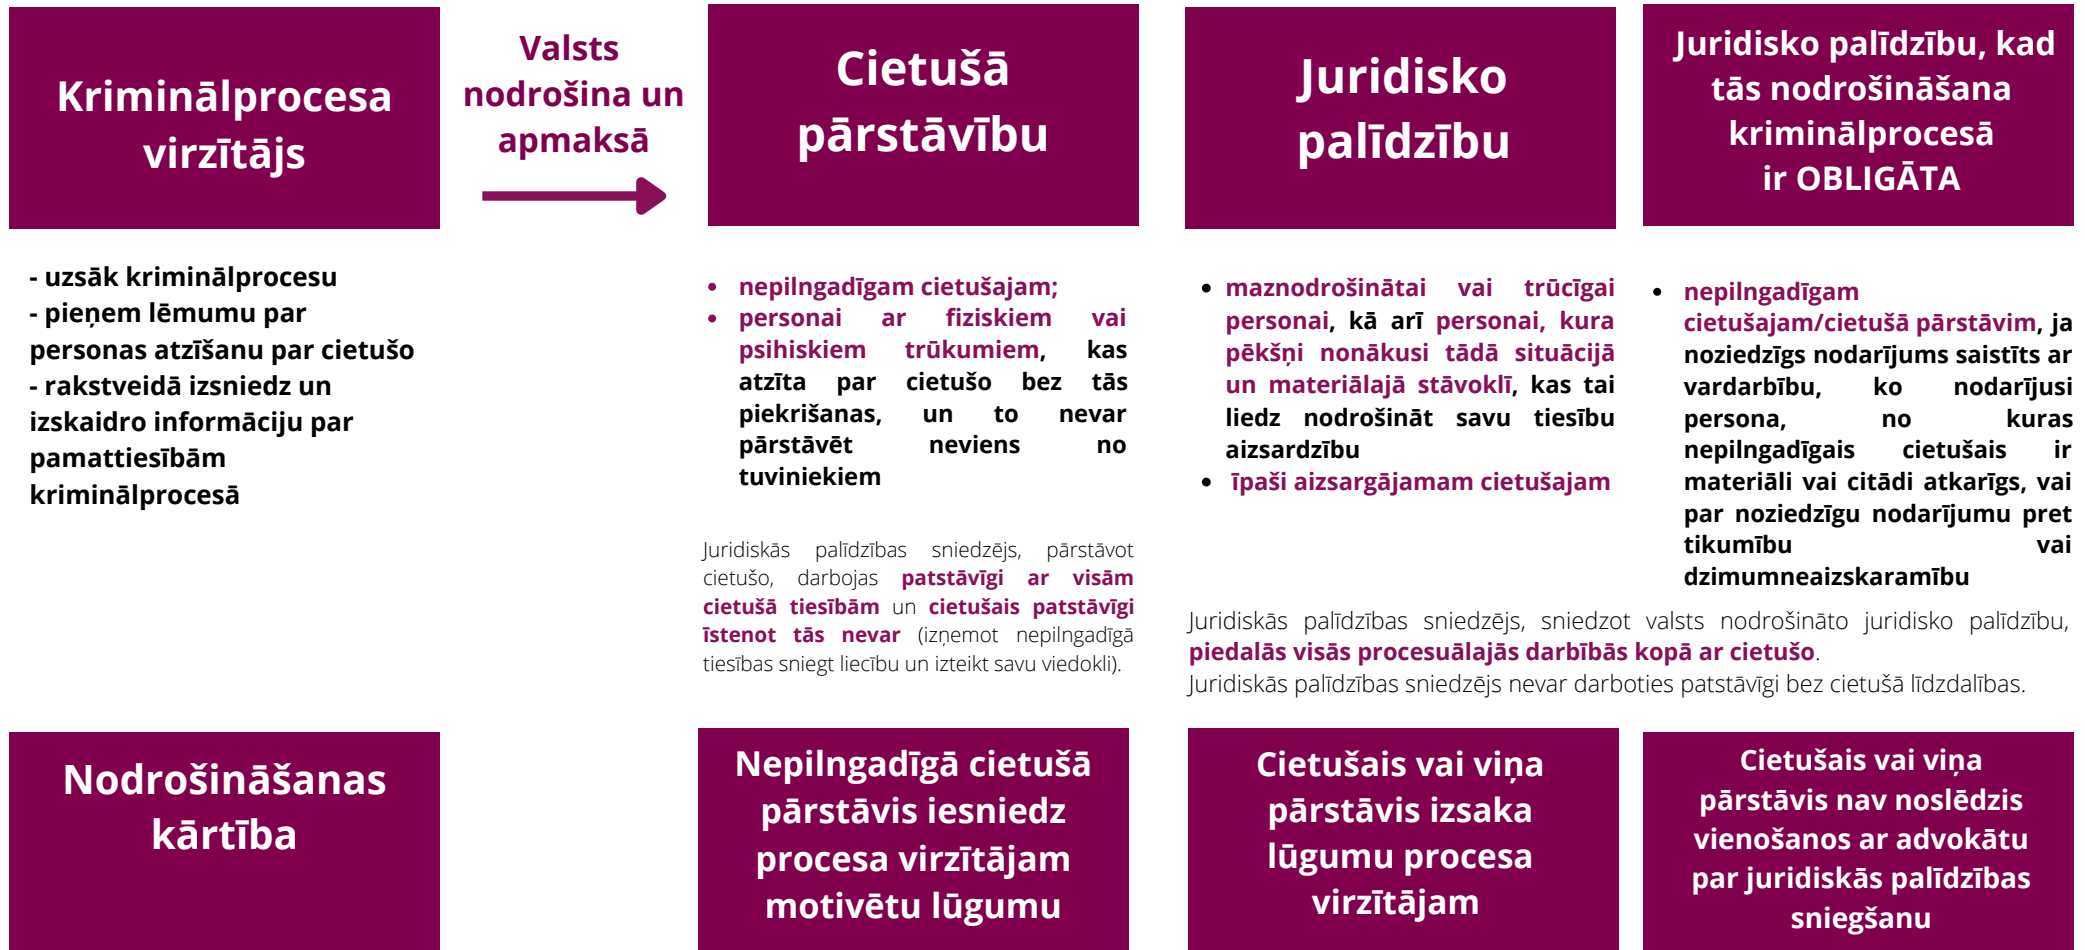 Kriminālprocesa
virzītājs
Valsts
nodrošina un
apmaksā
Cietušā
pārstāvību
Juridisko
palīdzību
Juridisko palīdzību, kad
tās nodrošināšana
kriminālprocesā
ir OBLIGĀTA
- uzsāk kriminālprocesu
- pieņem lēmumu par
personas atzīšanu par cietušo
- rakstveidā izsniedz un
izskaidro informāciju par
pamattiesībām
kriminālprocesā
• nepilngadīgam cietušajam;
• personai ar fiziskiem vai
psihiskiem trūkumiem, kas
atzīta par cietušo bez tās
piekrišanas, un to nevar
pārstāvēt neviens no
tuviniekiem
Juridiskās palīdzības sniedzējs, pārstāvot
cietušo, darbojas patstāvīgi ar visām
cietušā tiesībām un cietušais patstāvīgi
īstenot tās nevar (izņemot nepilngadīgā
tiesības sniegt liecību un izteikt savu viedokli).
• maznodrošinātai vai trūcīgai
personai, kā arī personai, kura
pēkšņi nonākusi tādā situācijā
un materiālajā stāvoklī, kas tai
liedz nodrošināt savu tiesību
aizsardzību
• īpaši aizsargājamam cietušajam
• nepilngadīgam
cietušajam/cietušā pārstāvim, ja
noziedzīgs nodarījums saistīts ar
vardarbību, ko nodarījusi
persona, no kuras
nepilngadīgais cietušais ir
materiāli vai citādi atkarīgs, vai
par noziedzīgu nodarījumu pret
tikumību vai
dzimumneaizskaramību
Juridiskās palīdzības sniedzējs, sniedzot valsts nodrošināto juridisko palīdzību,
piedalās visās procesuālajās darbībās kopā ar cietušo.
Juridiskās palīdzības sniedzējs nevar darboties patstāvīgi bez cietušā līdzdalības.
Nodrošināšanas
kārtība
Nepilngadīgā cietušā
pārstāvis iesniedz
procesa virzītājam
motivētu lūgumu
Cietušais vai viņa
pārstāvis izsaka
lūgumu procesa
virzītājam
Cietušais vai viņa
pārstāvis nav noslēdzis
vienošanos ar advokātu
par juridiskās palīdzības
sniegšanu